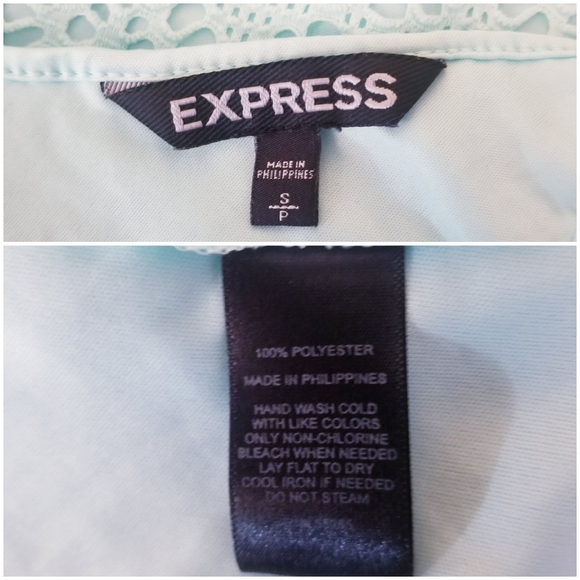 EXPRESS
MADE IN
PHILIPPINES
S
P
100% POLYESTER
MADE IN PHILIPPINES
HAND WASH COLD
WITH LIKE COLORS
ONLY NON-CHLORINE
BLEACH WHEN NEEDED
LAY FLAT TO DRY
COOL IRON IF NEEDED
DO NOT STEAM